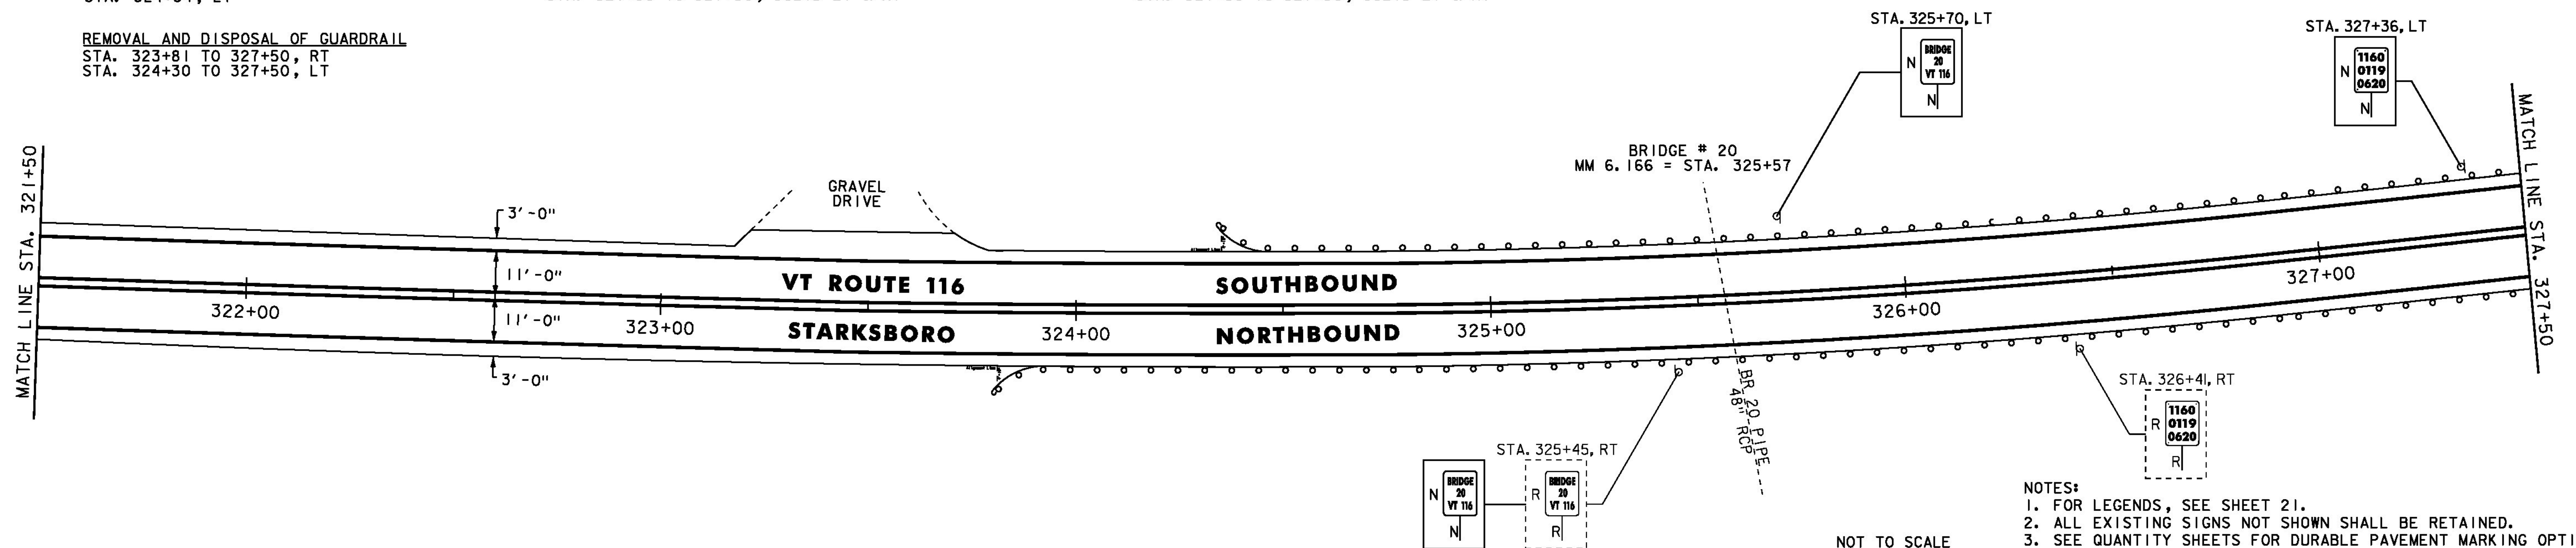 REMOVAL AND DISPOSAL OF GUARDRAIL
STA. 323+81 TO 327+50, RT
STA. 324+30 TO 327+50, LT
STA. 325+70, LT
N
BRIDGE
20
VT 116
N
STA. 327+36, LT
N
1160
0119
0620
N
MATCH LINE STA. 321+50
MATCH LINE STA. 327+50
BRIDGE # 20
MM 6.166 = STA. 325+57
GRAVEL
DRIVE
3'-0"
11'-0"
11'-0"
3'-0"
VT ROUTE 116
SOUTHBOUND
STARKSBORO
NORTHBOUND
322+00
323+00
324+00
325+00
326+00
327+00
BR 20 PIPE
48" RCP
STA. 326+41, RT
R
1160
0119
0620
R
STA. 325+45, RT
N
BRIDGE
20
VT 116
N
R
BRIDGE
20
VT 116
R
NOT TO SCALE
NOTES:
1. FOR LEGENDS, SEE SHEET 21.
2. ALL EXISTING SIGNS NOT SHOWN SHALL BE RETAINED.
3. SEE QUANTITY SHEETS FOR DURABLE PAVEMENT MARKING OPTI